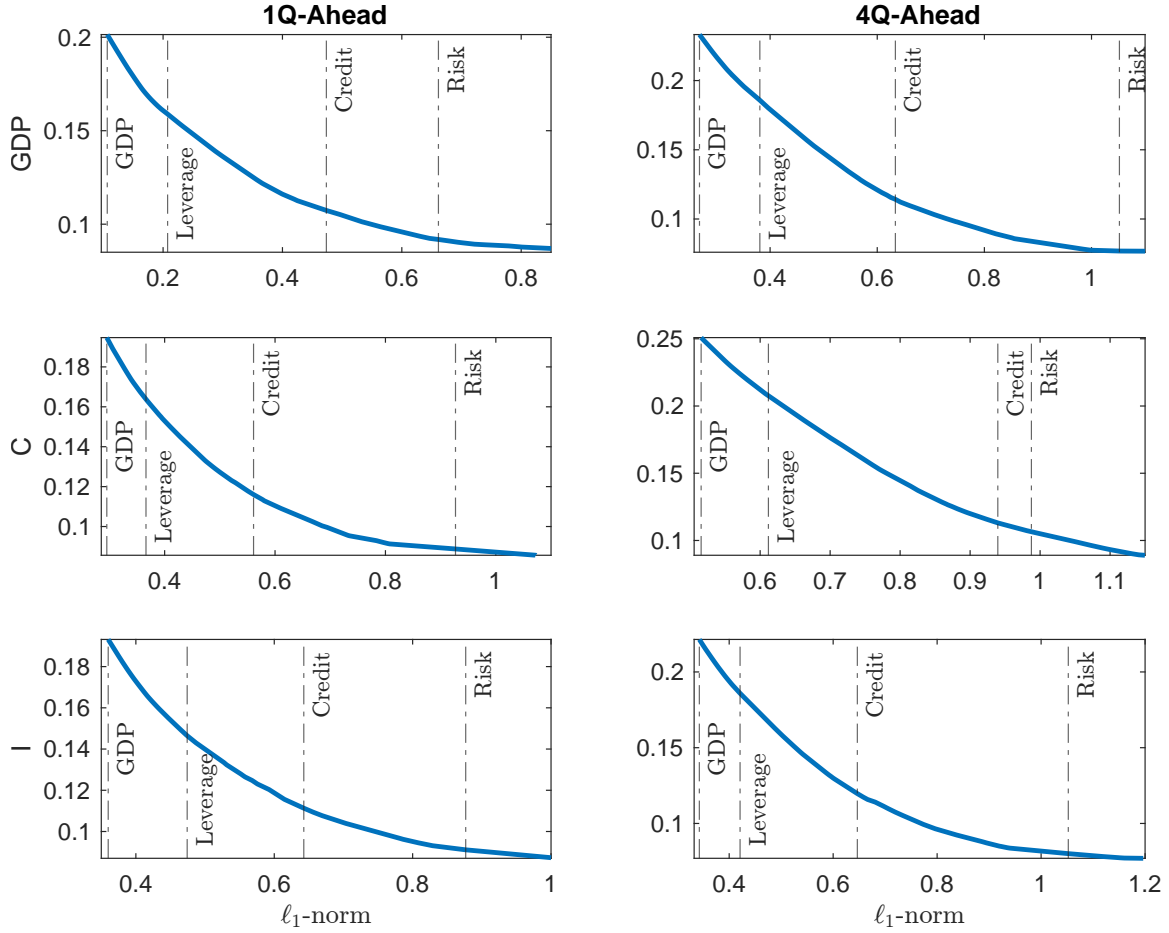 1Q-Ahead
4Q-Ahead
GDP
0.2
0.15
0.1
GDP
Leverage
Credit
Risk
0.2
0.4
0.6
0.8
0.2
0.15
0.1
GDP
Leverage
Credit
Risk
0.4
0.6
0.8
1
C
0.18
0.16
0.14
0.12
0.1
GDP
Leverage
Credit
Risk
0.4
0.6
0.8
1
0.25
0.2
0.15
0.1
GDP
Leverage
Credit
Risk
0.6
0.7
0.8
0.9
1
1.1
I
0.18
0.16
0.14
0.12
0.1
GDP
Leverage
Credit
Risk
0.4
0.6
0.8
1
ℓ₁-norm
0.2
0.15
0.1
GDP
Leverage
Credit
Risk
0.4
0.6
0.8
1
1.2
ℓ₁-norm